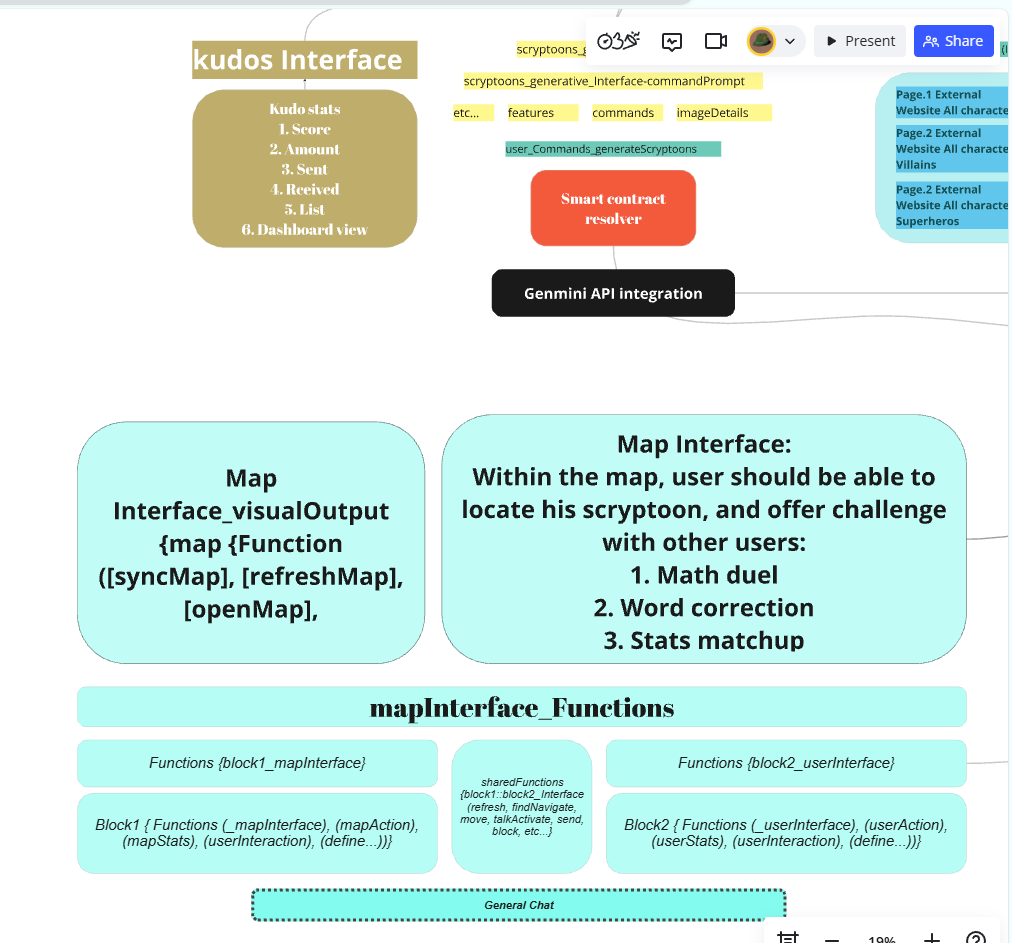 kudos Interface
Kudo stats
1. Score
2. Amount
3. Sent
4. Rceived
5. List
6. Dashboard view
scryptoons_g
scryptoons_generative_Interface-commandPrompt
etc... features commands imageDetails
user_Commands_generateScryptoons
Smart contract
resolver
Genmini API integration
Present
Share
Page.1 External
Website All characte
Page.2 External
Website All characte
Villains
Page.2 External
Website All characte
Superheros
Map
Interface_visualOutput
{map {Function
([syncMap], [refreshMap],
[openMap],
Map Interface:
Within the map, user should be able to
locate his scryptoon, and offer challenge
with other users:
1. Math duel
2. Word correction
3. Stats matchup
mapInterface_Functions
Functions {block1_mapInterface}
Block1 { Functions (_mapInterface), (mapAction),
(mapStats), (userInteraction), (define...))}
sharedFunctions
{block1::block2_Interface
(refresh, findNavigate,
move, talkActivate, send,
block, etc...}
Functions {block2_userInterface}
Block2 { Functions (_userInterface), (userAction),
(userStats), (userInteraction), (define...))}
General Chat
19%